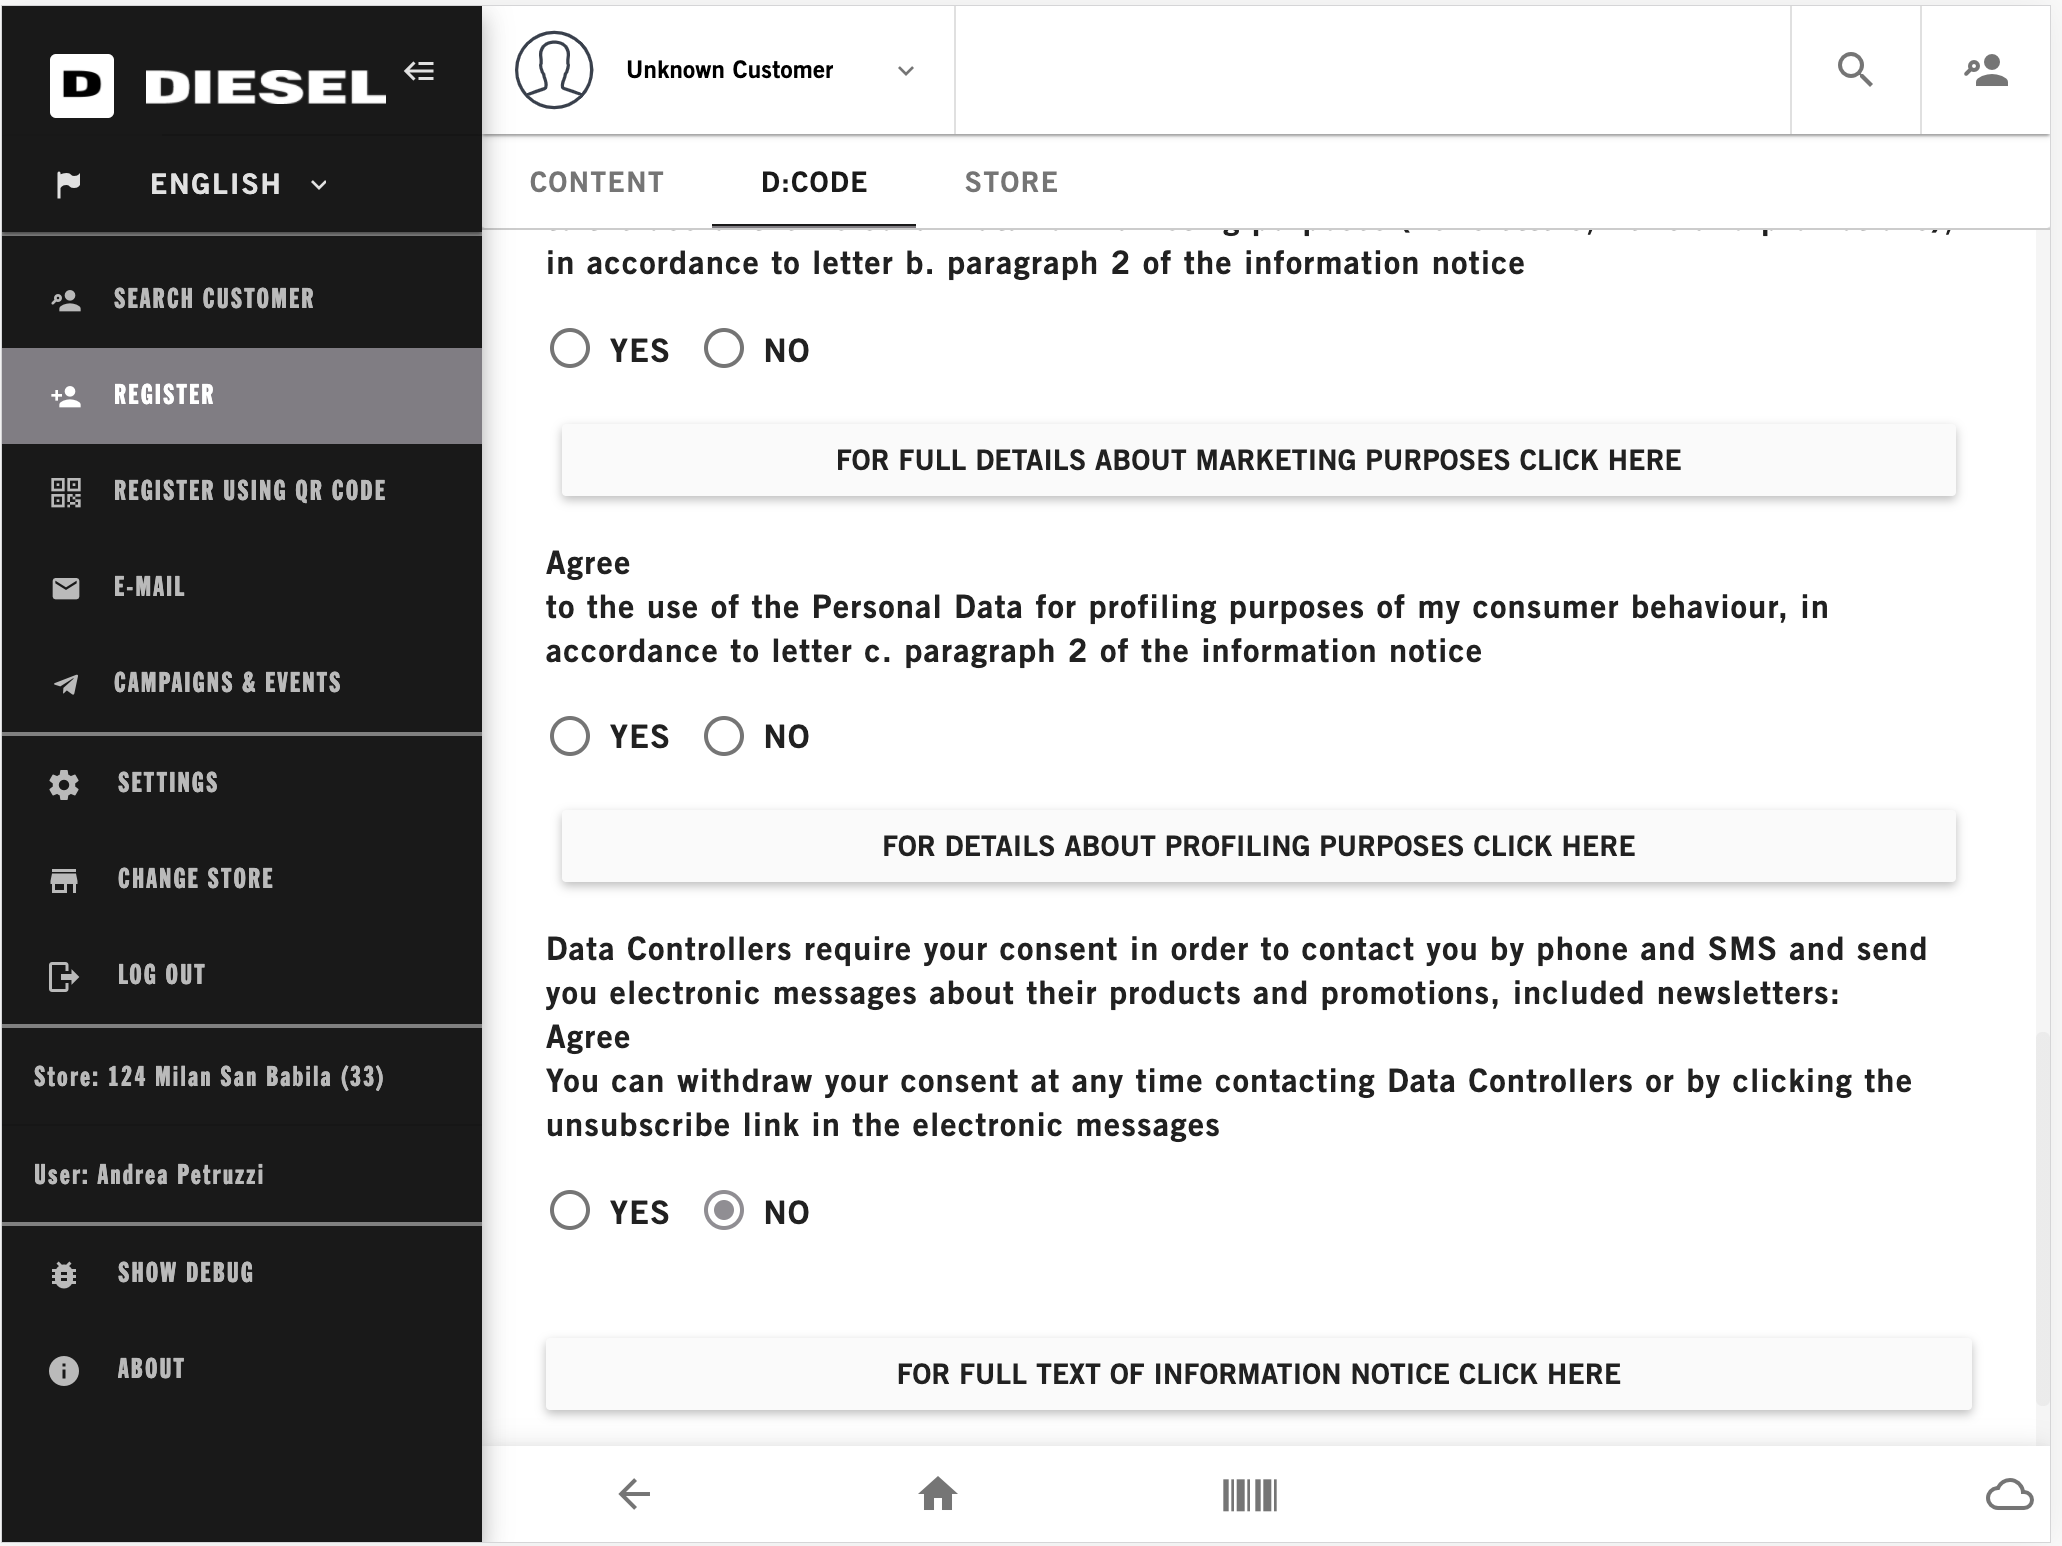 D DIESEL
ENGLISH
SEARCH CUSTOMER
REGISTER
REGISTER USING QR CODE
E-MAIL
CAMPAIGNS & EVENTS
SETTINGS
CHANGE STORE
LOG OUT
Store: 124 Milan San Babila (33)
User: Andrea Petruzzi
SHOW DEBUG
ABOUT
Unknown Customer
CONTENT D:CODE STORE
in accordance to letter b. paragraph 2 of the information notice
YES NO
FOR FULL DETAILS ABOUT MARKETING PURPOSES CLICK HERE
Agree
to the use of the Personal Data for profiling purposes of my consumer behaviour, in
accordance to letter c. paragraph 2 of the information notice
YES NO
FOR DETAILS ABOUT PROFILING PURPOSES CLICK HERE
Data Controllers require your consent in order to contact you by phone and SMS and send
you electronic messages about their products and promotions, included newsletters:
Agree
You can withdraw your consent at any time contacting Data Controllers or by clicking the
unsubscribe link in the electronic messages
YES NO
FOR FULL TEXT OF INFORMATION NOTICE CLICK HERE